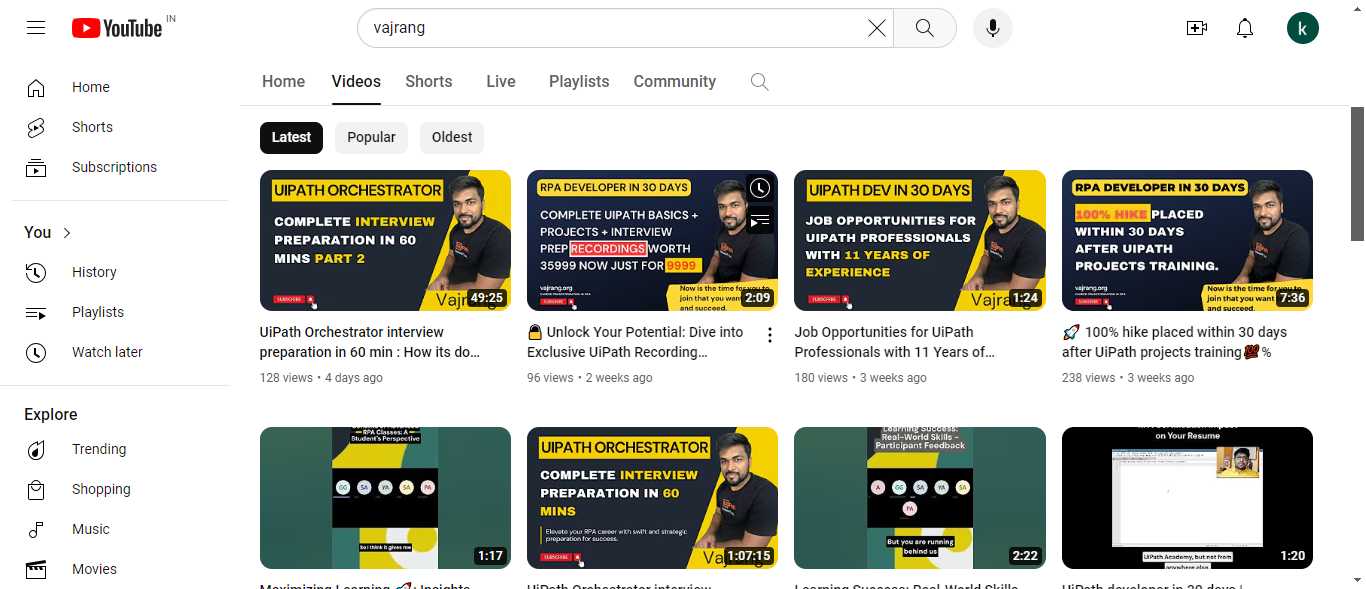 YouTube IN
vajrang
k
Home
Shorts
Subscriptions
You
History
Playlists
Watch later
Explore
Trending
Shopping
Music
Movies
Home Videos Shorts Live Playlists Community
Latest Popular Oldest
UIPATH ORCHESTRATOR
COMPLETE INTERVIEW
PREPARATION IN 60
MINS PART 2
SUBSCRIBE
Vajrang
49:25
UiPath Orchestrator interview
preparation in 60 min : How its do…
128 views • 4 days ago
RPA DEVELOPER IN 30 DAYS
COMPLETE UIPATH BASICS +
PROJECTS + INTERVIEW
PREP RECORDINGS WORTH
35999 NOW JUST FOR 9999
vajrang.org
SUBSCRIBE
Now is the time for you to
join that you want
and succeed.
2:09
🔒 Unlock Your Potential: Dive into
Exclusive UiPath Recording…
96 views • 2 weeks ago
UIPATH DEV IN 30 DAYS
JOB OPPORTUNITIES FOR
UIPATH PROFESSIONALS
WITH 11 YEARS OF
EXPERIENCE
SUBSCRIBE
1:24
Job Opportunities for UiPath
Professionals with 11 Years of…
180 views • 3 weeks ago
RPA DEVELOPER IN 30 DAYS
100% HIKE PLACED
WITHIN 30 DAYS
AFTER UIPATH
PROJECTS TRAINING.
vajrang.org
SUBSCRIBE
Now is the time for you to
join that you want
and succeed.
7:36
🚀 100% hike placed within 30 days
after UiPath projects training💯%
238 views • 3 weeks ago
RPA Classes: A
Student's Perspective
GG SA YA SA PA
So i think it gives me
1:17
Maximizing Learning 🚀: Insights
UIPATH ORCHESTRATOR
COMPLETE INTERVIEW
PREPARATION IN 60
MINS
Elevate your RPA career with swift and strategic
preparation for success.
SUBSCRIBE
Vajrang
1:07:15
UiPath Orchestrator interview
Learning Success:
Real-World Skills -
Participant Feedback
A GG SA YA SA
PA
But you are running
behind us
2:22
Learning Success: Real-World Skills
on Your Resume
UiPath Academy, but not from
anywhere else
1:20
UiPath developer in 30 days |